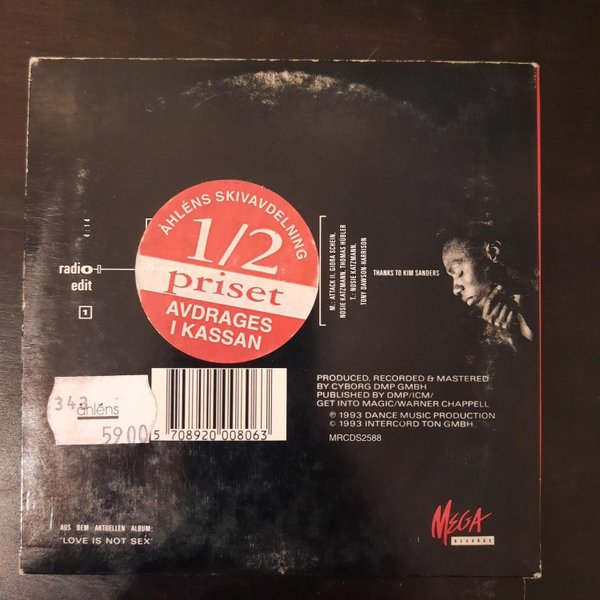 ÅHLÉNS SKIVAVDELNING
1/2
priset
AVDRAGES
I KASSAN
4:14
radio
edit
1
M.: ATTACK II, GIORA SCHEIN,
NOSIE KATZMANN, THOMAS HÜBLER
T.: NOSIE KATZMANN,
TONY DAWSON HARRISON
THANKS TO KIM SANDERS
343
åhléns
5900
5 708920 008063
PRODUCED, RECORDED & MASTERED
BY CYBORG DMP GMBH
PUBLISHED BY DMP/ICM/
GET INTO MAGIC/WARNER CHAPPELL
℗ 1993 DANCE MUSIC PRODUCTION
© 1993 INTERCORD TON GMBH.
MRCDS2588
AUS DEM AKTUELLEN ALBUM:
"LOVE IS NOT SEX"
MEGA
RECORDS